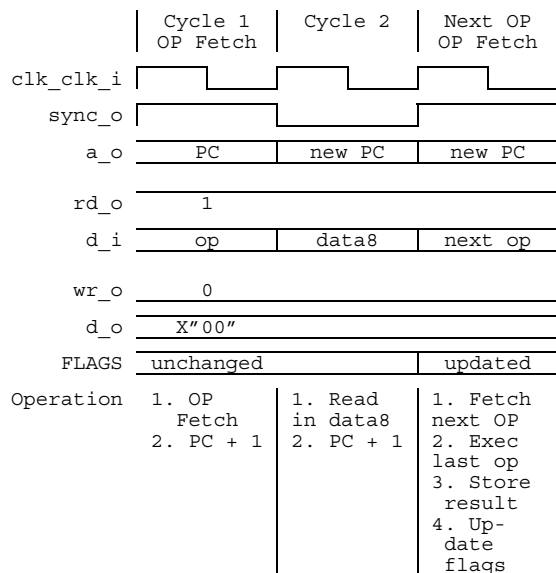 Cycle 1 Cycle 2 Next OP
OP Fetch OP Fetch
clk_clk_i
sync_o
a_o PC new PC new PC
rd_o 1
d_i op data8 next op
wr_o 0
d_o X"00"
FLAGS unchanged updated
Operation 1. OP 1. Read 1. Fetch
Fetch in data8 next OP
2. PC + 1 2. PC + 1 2. Exec
last op
3. Store
result
4. Up-
date
flags